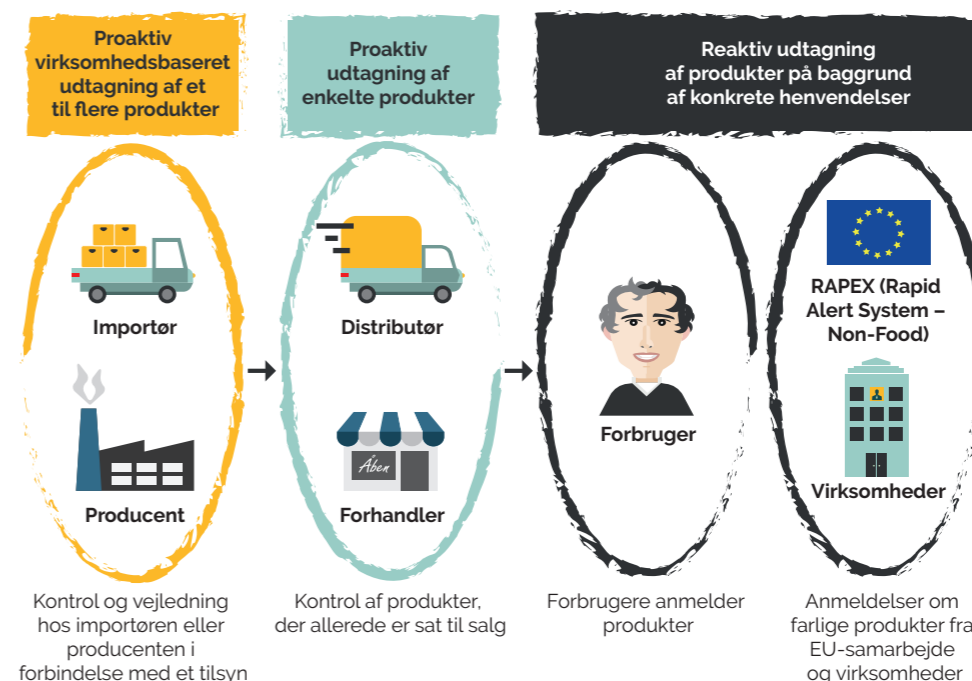 Proaktiv
virksomhedsbaseret
udtagning af et
til flere produkter
Proaktiv
udtagning af
enkelte produkter
Reaktiv udtagning
af produkter på baggrund
af konkrete henvendelser
Importør
Producent
Distributør
Åben
Forhandler
Forbruger
RAPEX (Rapid
Alert System –
Non-Food)
Virksomheder
Kontrol og vejledning
hos importøren eller
producenten i
forbindelse med et tilsyn
Kontrol af produkter,
der allerede er sat til salg
Forbrugere anmelder
produkter
Anmeldelser om
farlige produkter fra
EU-samarbejde
og virksomheder